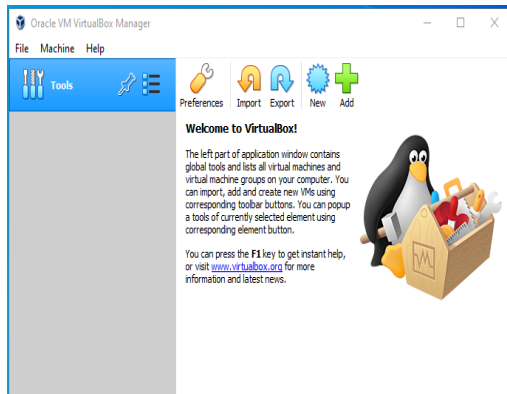 Oracle VM VirtualBox Manager
File Machine Help
Tools
Preferences Import Export New Add
Welcome to VirtualBox!
The left part of application window contains
global tools and lists all virtual machines and
virtual machine groups on your computer. You
can import, add and create new VMs using
corresponding toolbar buttons. You can popup
a tools of currently selected element using
corresponding element button.
You can press the F1 key to get instant help,
or visit www.virtualbox.org for more
information and latest news.